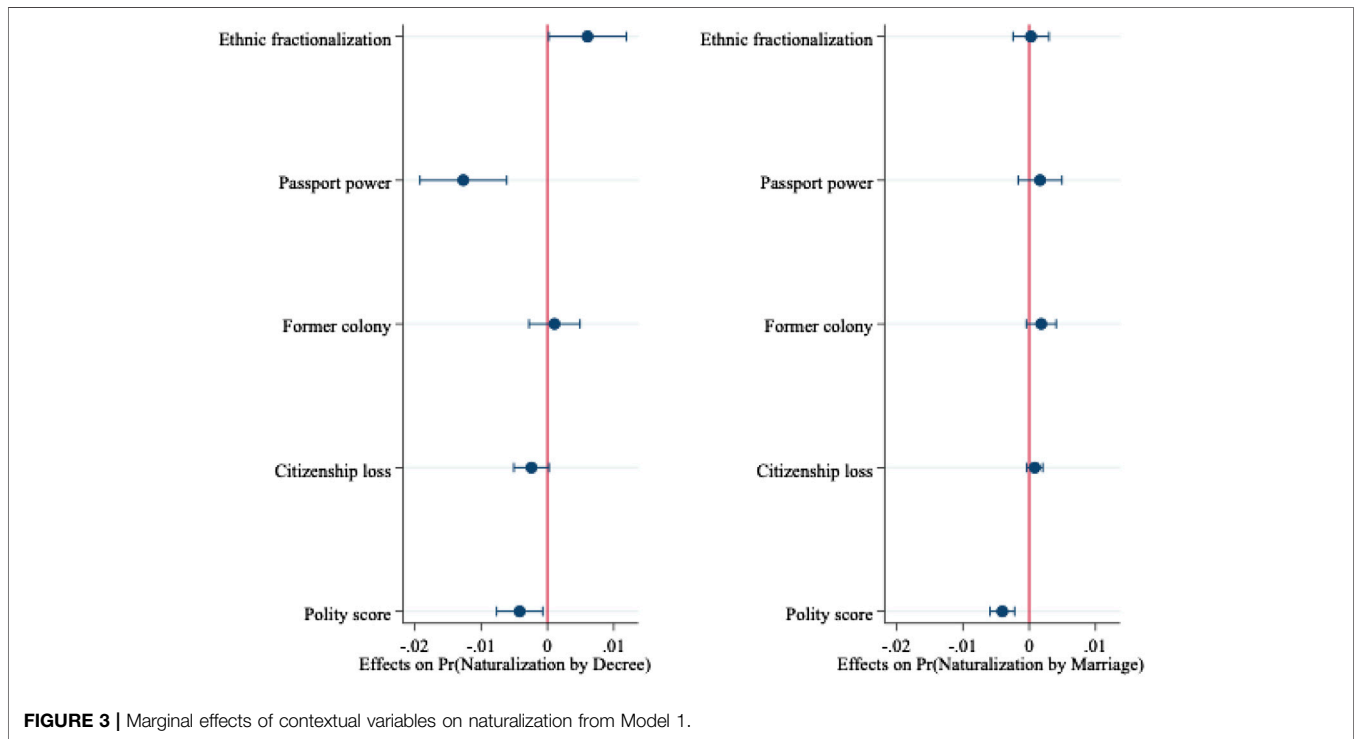 Ethnic fractionalization
Passport power
Former colony
Citizenship loss
Polity score
-.02 -.01 0 .01
Effects on Pr(Naturalization by Decree)
Ethnic fractionalization
Passport power
Former colony
Citizenship loss
Polity score
-.02 -.01 0 .01
Effects on Pr(Naturalization by Marriage)
FIGURE 3 | Marginal effects of contextual variables on naturalization from Model 1.